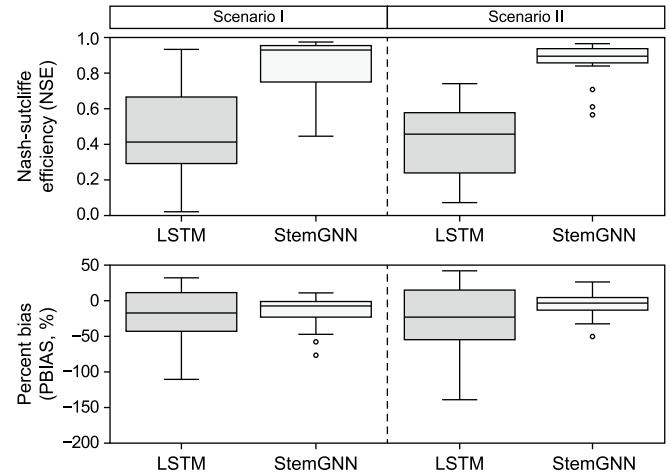 Scenario I
Scenario II
Nash-sutcliffe
efficiency (NSE)
1.0
0.8
0.6
0.4
0.2
0.0
LSTM
StemGNN
LSTM
StemGNN
Percent bias
(PBIAS, %)
50
0
−50
−100
−150
−200
LSTM
StemGNN
LSTM
StemGNN